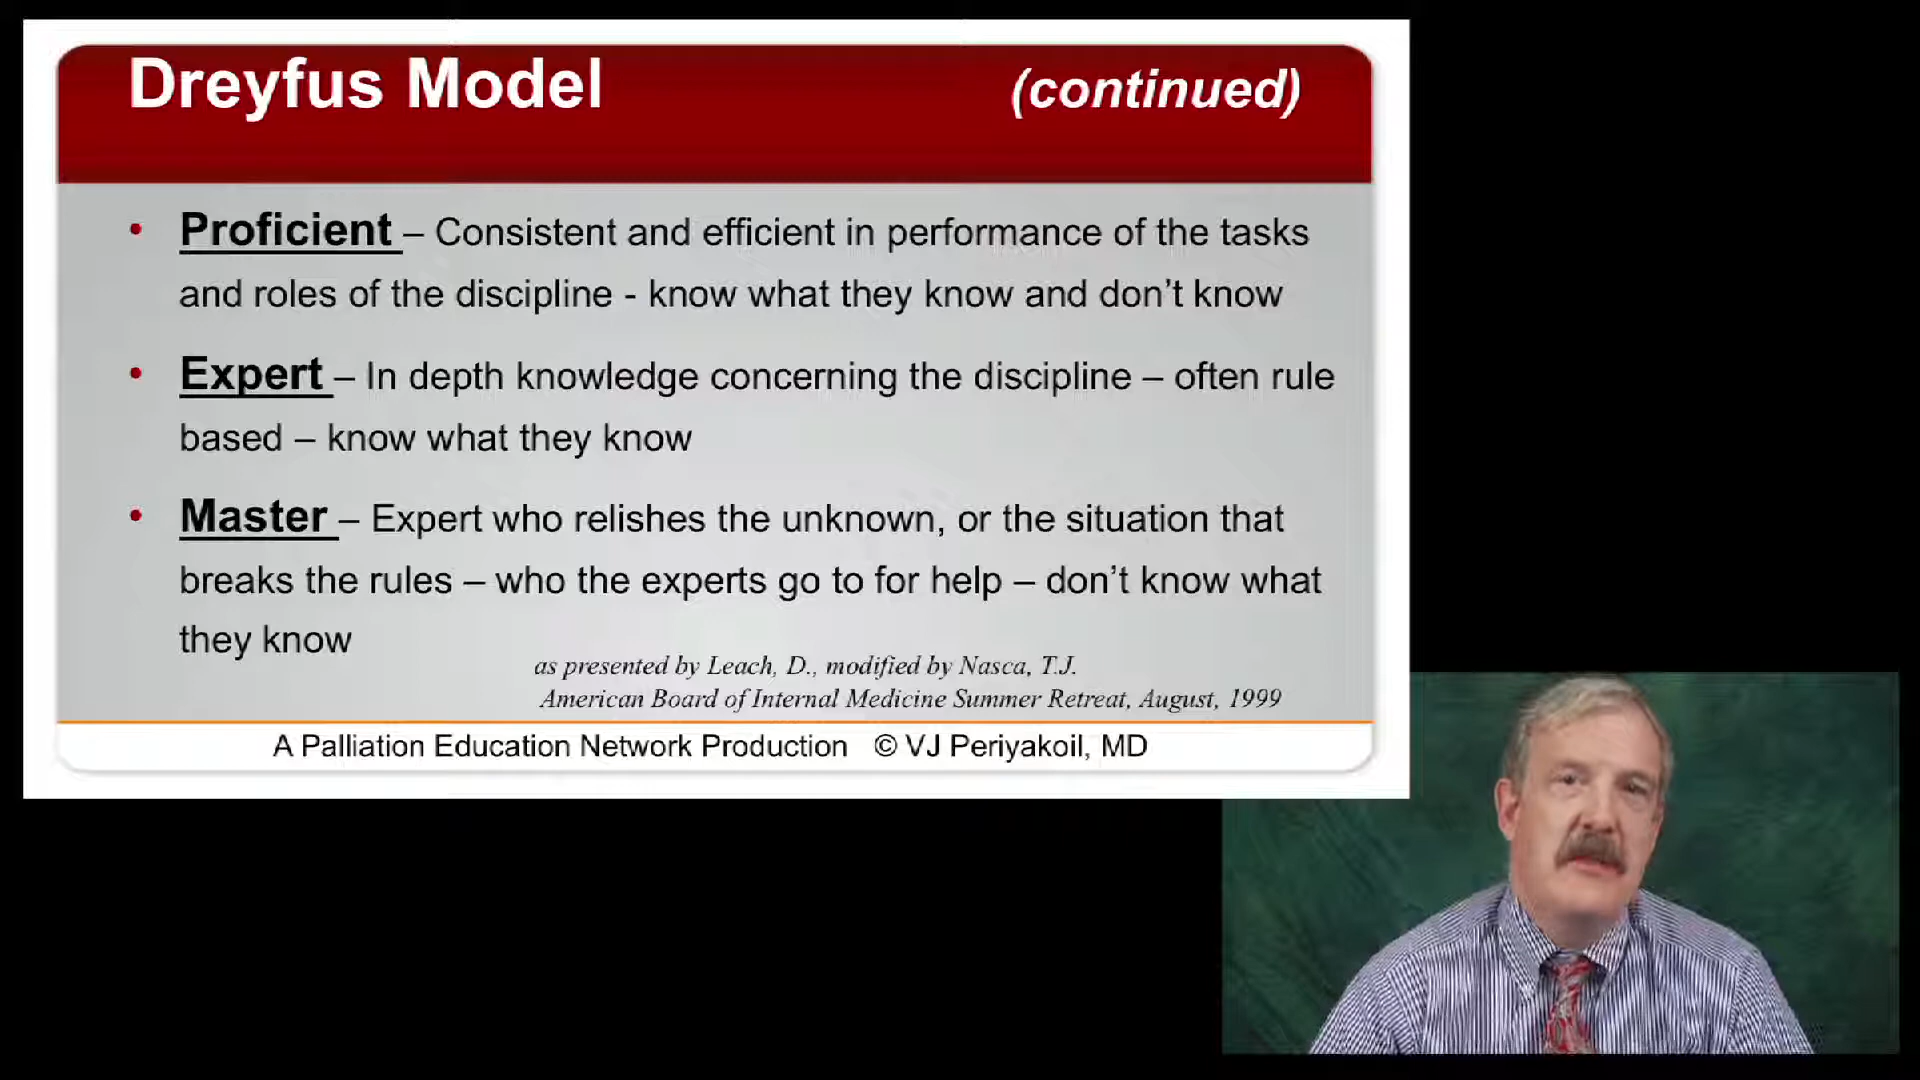 Dreyfus Model (continued)
• Proficient – Consistent and efficient in performance of the tasks
and roles of the discipline - know what they know and don't know
• Expert – In depth knowledge concerning the discipline – often rule
based – know what they know
• Master – Expert who relishes the unknown, or the situation that
breaks the rules – who the experts go to for help – don't know what
they know
as presented by Leach, D., modified by Nasca, T.J.
American Board of Internal Medicine Summer Retreat, August, 1999
A Palliation Education Network Production © VJ Periyakoil, MD